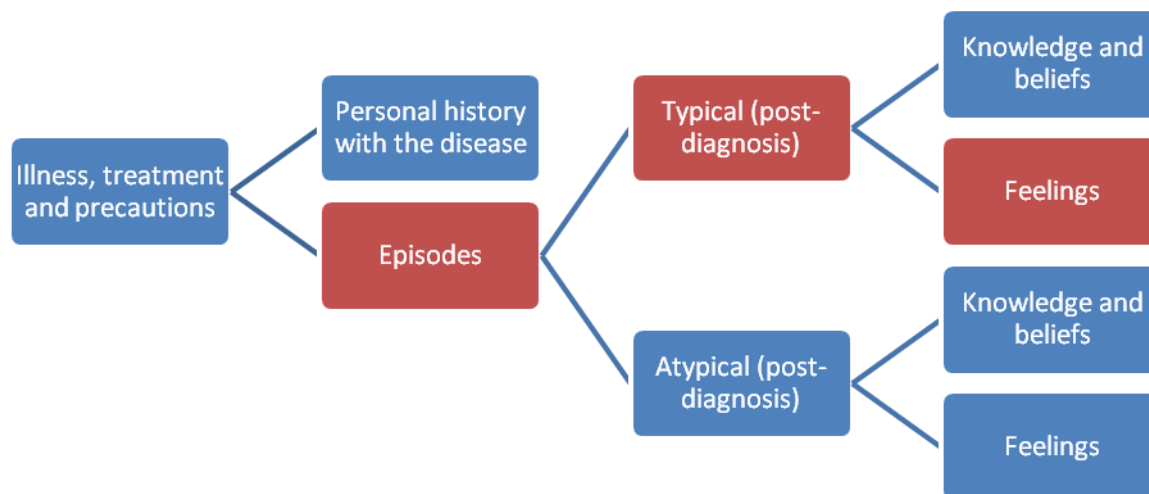 Illness, treatment
and precautions
Personal history
with the disease
Episodes
Typical (post-
diagnosis)
Atypical (post-
diagnosis)
Knowledge and
beliefs
Feelings
Knowledge and
beliefs
Feelings